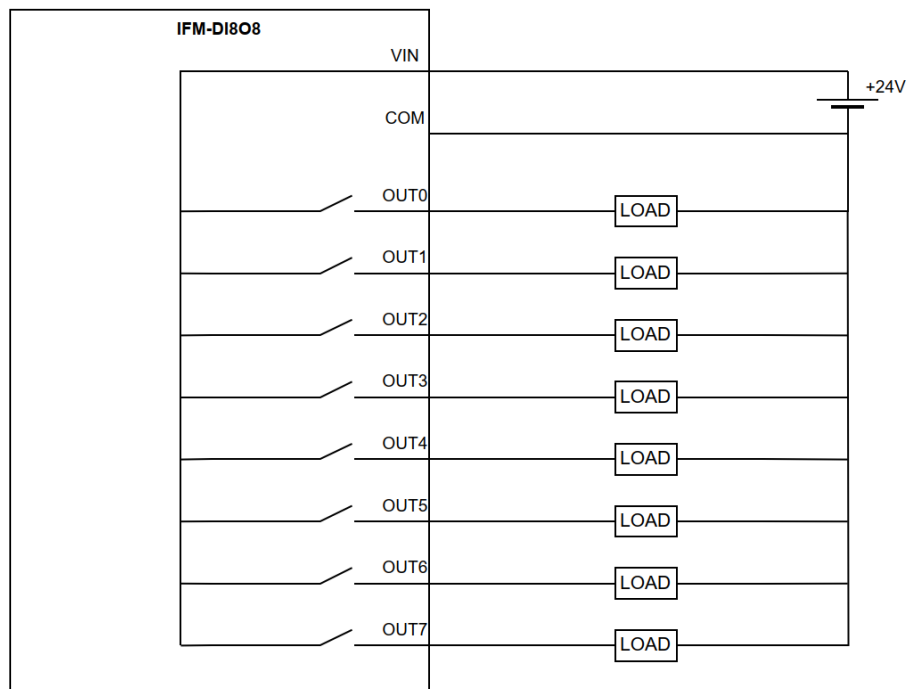 IFM-DI8O8
VIN
+24V
COM
OUT0
LOAD
OUT1
LOAD
OUT2
LOAD
OUT3
LOAD
OUT4
LOAD
OUT5
LOAD
OUT6
LOAD
OUT7
LOAD